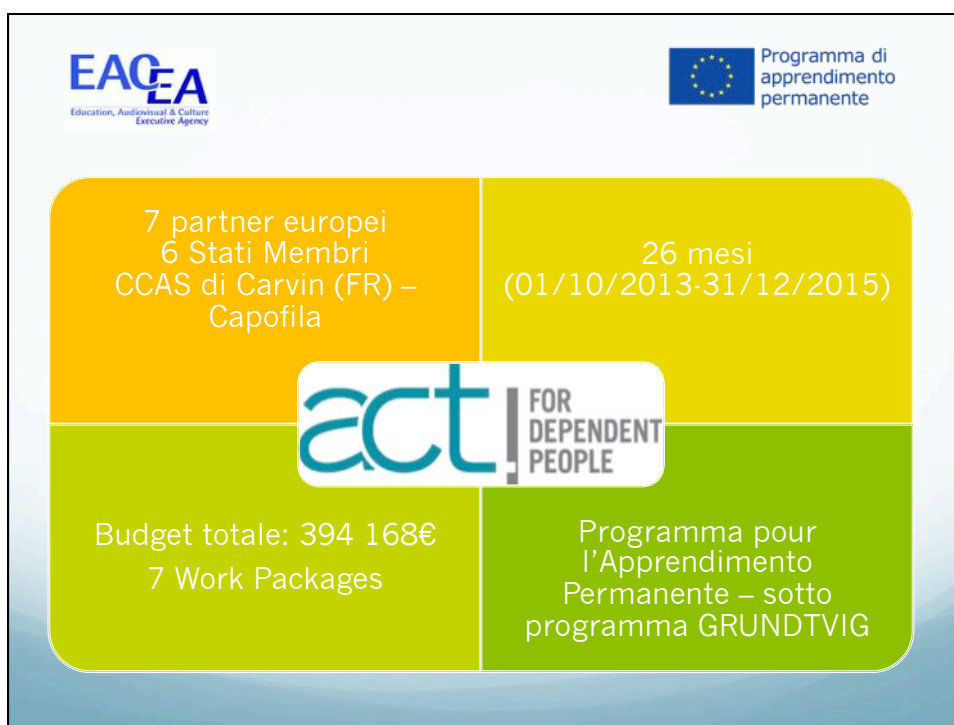 EACEA
Education, Audiovisual & Culture
Executive Agency
Programma di
apprendimento
permanente
7 partner europei
6 Stati Membri
CCAS di Carvin (FR) –
Capofila
26 mesi
(01/10/2013-31/12/2015)
act!
FOR
DEPENDENT
PEOPLE
Budget totale: 394 168€
7 Work Packages
Programma pour
l’Apprendimento
Permanente – sotto
programma GRUNDTVIG